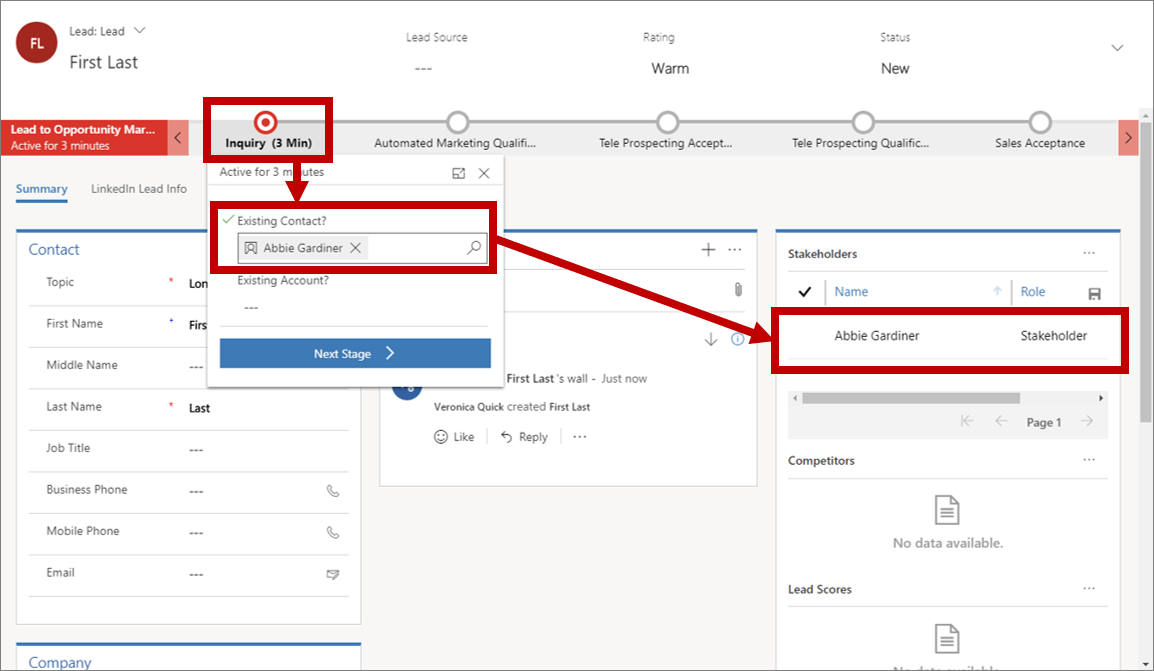 FL
Lead: Lead
First Last
Lead Source
---
Rating
Warm
Status
New
Lead to Opportunity Mar...
Active for 3 minutes
Inquiry (3 Min)
Automated Marketing Qualifi...
Tele Prospecting Accept...
Tele Prospecting Qualific...
Sales Acceptance
Active for 3 minutes
Existing Contact?
Abbie Gardiner
Existing Account?
---
Next Stage
Summary
LinkedIn Lead Info
Contact
Topic * Lon
First Name + Firs
Middle Name ---
Last Name * Last
Job Title ---
Business Phone ---
Mobile Phone ---
Email ---
Company
First Last's wall - Just now
Veronica Quick created First Last
Like
Reply
Stakeholders
Name
Role
Abbie Gardiner
Stakeholder
Page 1
Competitors
No data available.
Lead Scores
No data available.